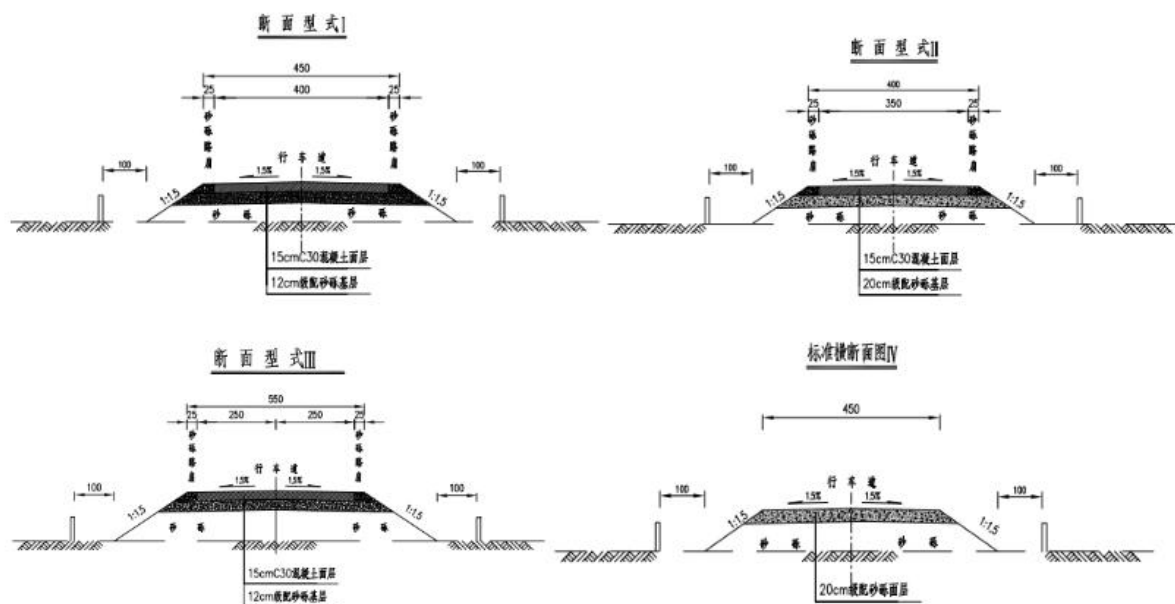 断面型式I
450
25
400
25
砂砾路肩
砂砾路肩
行车道
1.5%
1.5%
100
100
1:1.5
1:1.5
砂砾
砂砾
15cmC30混凝土面层
12cm级配砂砾基层
断面型式II
400
25
350
25
砂砾路肩
砂砾路肩
行车道
1.5%
1.5%
100
100
1:1.5
1:1.5
砂砾
砂砾
15cmC30混凝土面层
20cm级配砂砾基层
断面型式III
550
25
250
250
25
砂砾路肩
砂砾路肩
行车道
1.5%
1.5%
100
100
1:1.5
1:1.5
砂砾
砂砾
15cmC30混凝土面层
12cm级配砂砾基层
标准横断面图IV
450
行车道
1.5%
1.5%
100
100
1:1.5
1:1.5
砂砾
砂砾
20cm级配砂砾面层